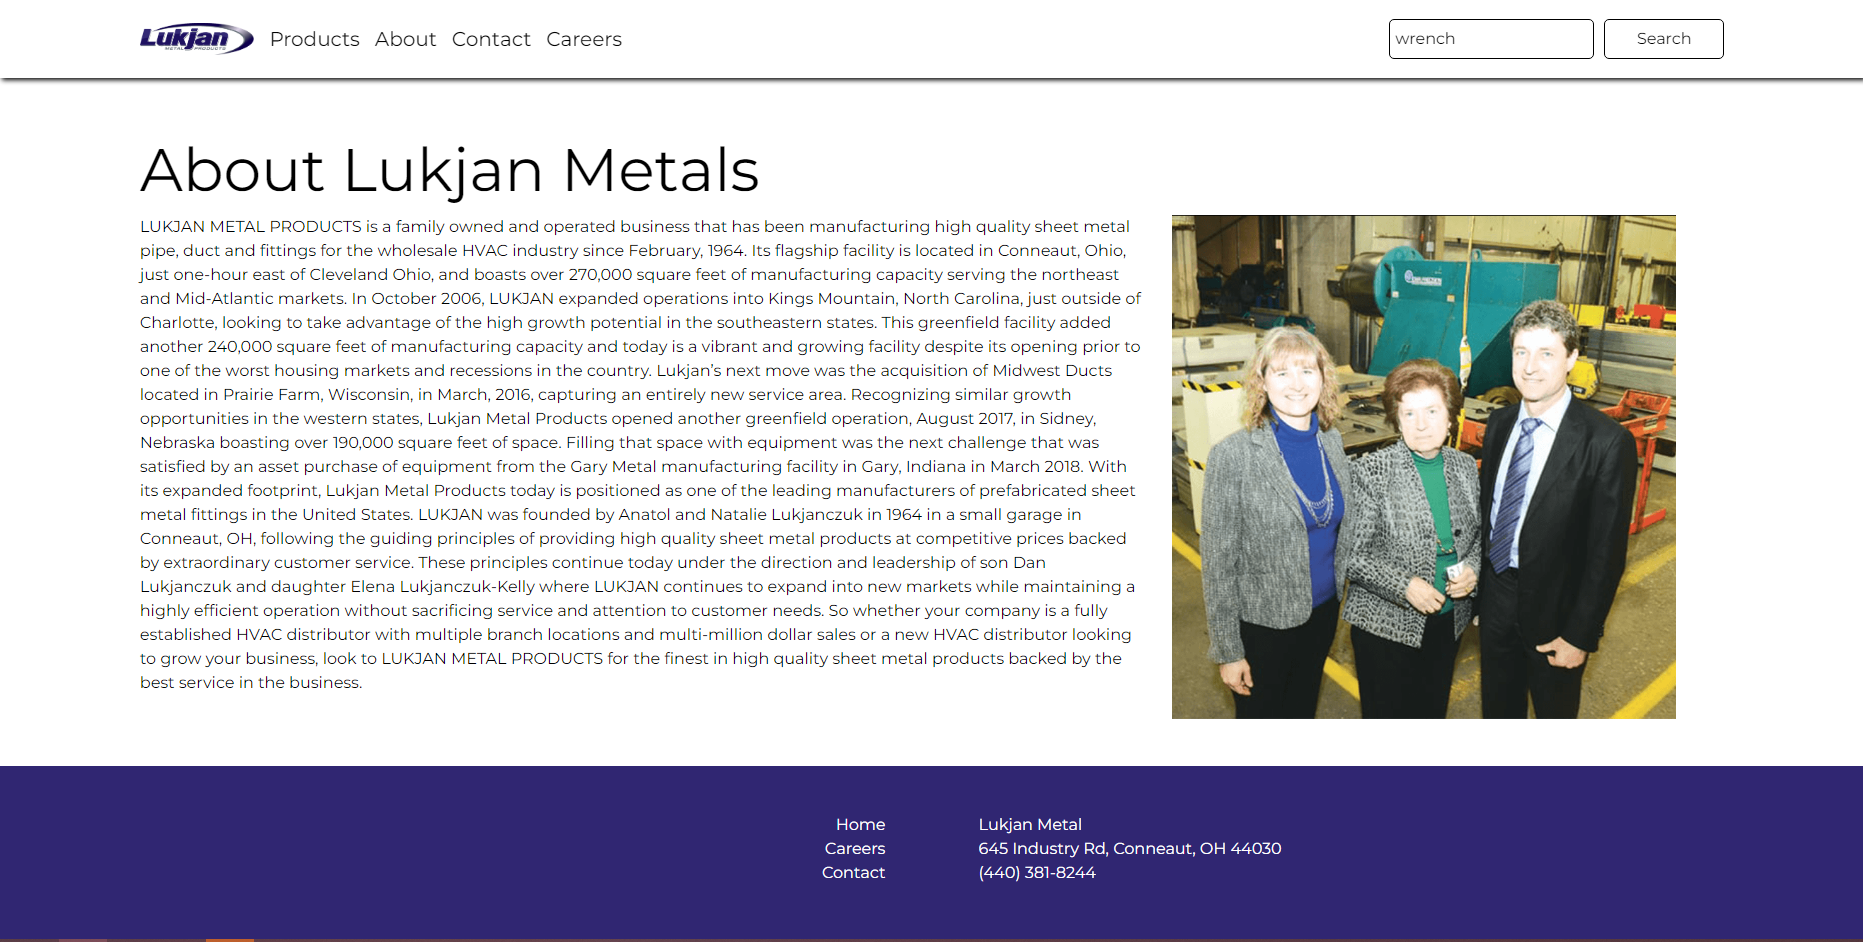 Lukjan
METAL PRODUCTS
Products About Contact Careers
wrench
Search
About Lukjan Metals
LUKJAN METAL PRODUCTS is a family owned and operated business that has been manufacturing high quality sheet metal
pipe, duct and fittings for the wholesale HVAC industry since February, 1964. Its flagship facility is located in Conneaut, Ohio,
just one-hour east of Cleveland Ohio, and boasts over 270,000 square feet of manufacturing capacity serving the northeast
and Mid-Atlantic markets. In October 2006, LUKJAN expanded operations into Kings Mountain, North Carolina, just outside of
Charlotte, looking to take advantage of the high growth potential in the southeastern states. This greenfield facility added
another 240,000 square feet of manufacturing capacity and today is a vibrant and growing facility despite its opening prior to
one of the worst housing markets and recessions in the country. Lukjan’s next move was the acquisition of Midwest Ducts
located in Prairie Farm, Wisconsin, in March, 2016, capturing an entirely new service area. Recognizing similar growth
opportunities in the western states, Lukjan Metal Products opened another greenfield operation, August 2017, in Sidney,
Nebraska boasting over 190,000 square feet of space. Filling that space with equipment was the next challenge that was
satisfied by an asset purchase of equipment from the Gary Metal manufacturing facility in Gary, Indiana in March 2018. With
its expanded footprint, Lukjan Metal Products today is positioned as one of the leading manufacturers of prefabricated sheet
metal fittings in the United States. LUKJAN was founded by Anatol and Natalie Lukjanczuk in 1964 in a small garage in
Conneaut, OH, following the guiding principles of providing high quality sheet metal products at competitive prices backed
by extraordinary customer service. These principles continue today under the direction and leadership of son Dan
Lukjanczuk and daughter Elena Lukjanczuk-Kelly where LUKJAN continues to expand into new markets while maintaining a
highly efficient operation without sacrificing service and attention to customer needs. So whether your company is a fully
established HVAC distributor with multiple branch locations and multi-million dollar sales or a new HVAC distributor looking
to grow your business, look to LUKJAN METAL PRODUCTS for the finest in high quality sheet metal products backed by the
best service in the business.
Home
Careers
Contact
Lukjan Metal
645 Industry Rd, Conneaut, OH 44030
(440) 381-8244